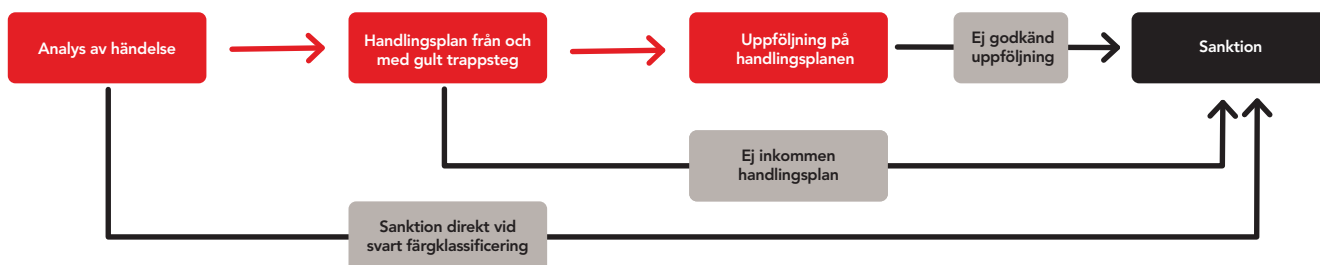 Analys av händelse
Handlingsplan från och
med gult trappsteg
Uppföljning på
handlingsplanen
Ej godkänd
uppföljning
Sanktion
Ej inkommen
handlingsplan
Sanktion direkt vid
svart färgklassificering